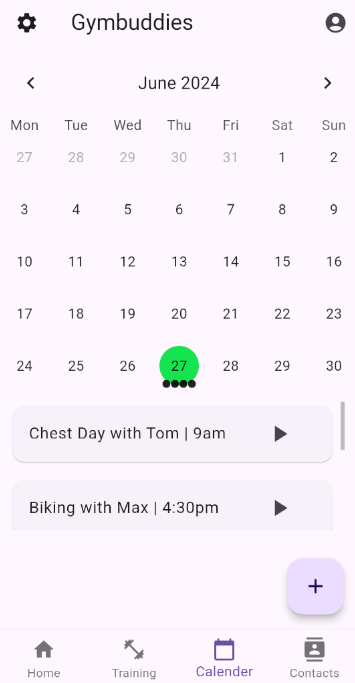 Gymbuddies
June 2024
Mon Tue Wed Thu Fri Sat Sun
27 28 29 30 31 1 2
3 4 5 6 7 8 9
10 11 12 13 14 15 16
17 18 19 20 21 22 23
24 25 26 27 28 29 30
Chest Day with Tom | 9am
Biking with Max | 4:30pm
+
Home Training Calender Contacts